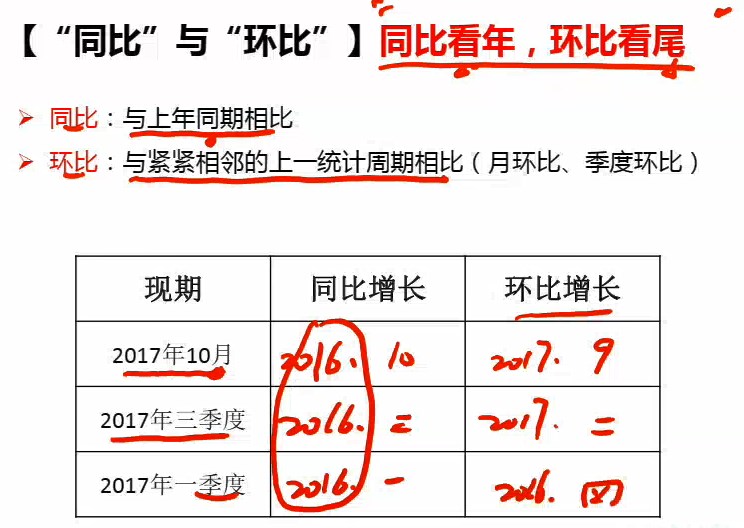 【“同比”与“环比”】同比看年，环比看尾
➢ 同比：与上年同期相比
➢ 环比：与紧紧相邻的上一统计周期相比（月环比、季度环比）
现期 同比增长 环比增长
2017年10月 2016. 10 2017. 9
2017年三季度 2016. 三 2017. 二
2017年一季度 2016. 一 2016. 四